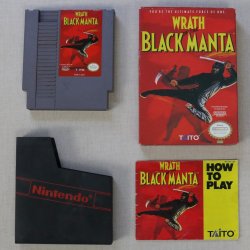 WRATH
BLACK MANTA
YOU'RE THE ULTIMATE FORCE OF ONE
WRATH
BLACK MANTA
TAITO
Nintendo
WRATH
BLACK MANTA
TAITO
HOW
TO
PLAY